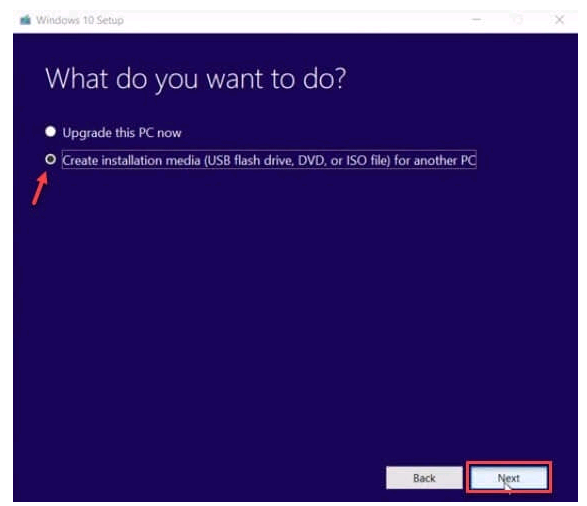 Windows 10 Setup
What do you want to do?
Upgrade this PC now
Create installation media (USB flash drive, DVD, or ISO file) for another PC
Back
Next